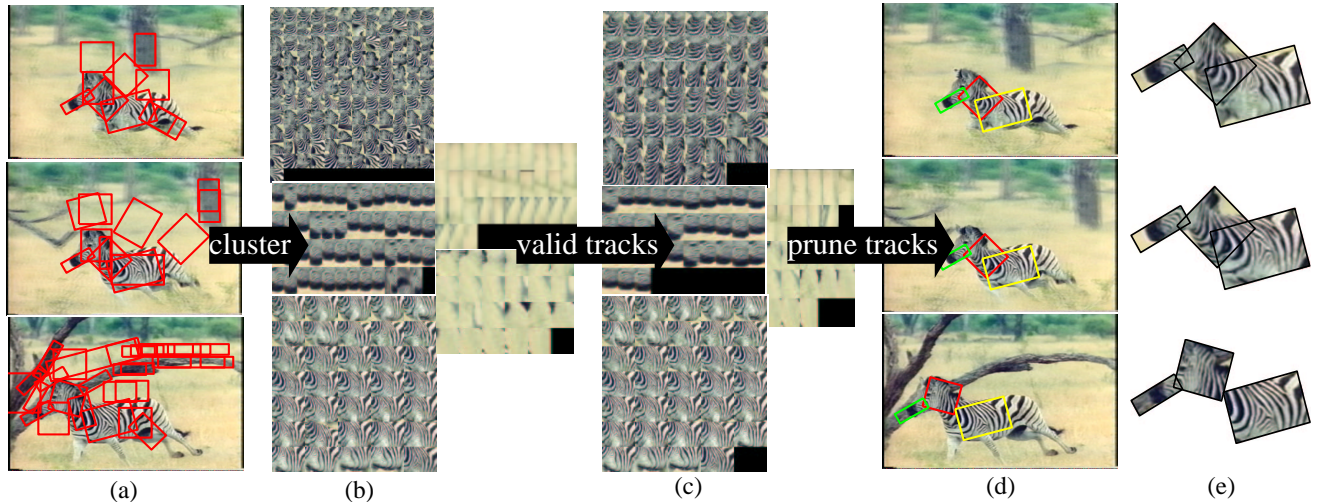 cluster
valid tracks
prune tracks
(a)
(b)
(c)
(d)
(e)